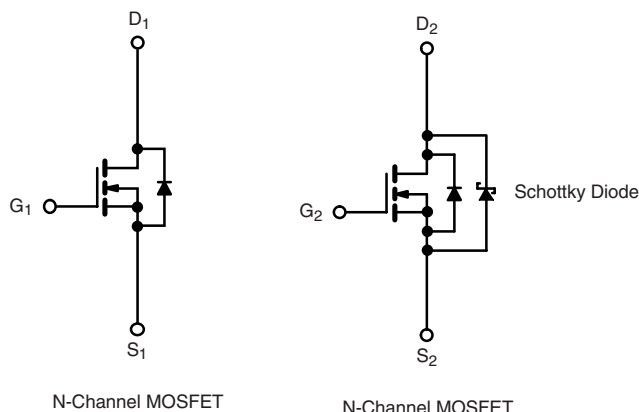 D1
D2
G1
G2
Schottky Diode
S1
S2
N-Channel MOSFET
N-Channel MOSFET